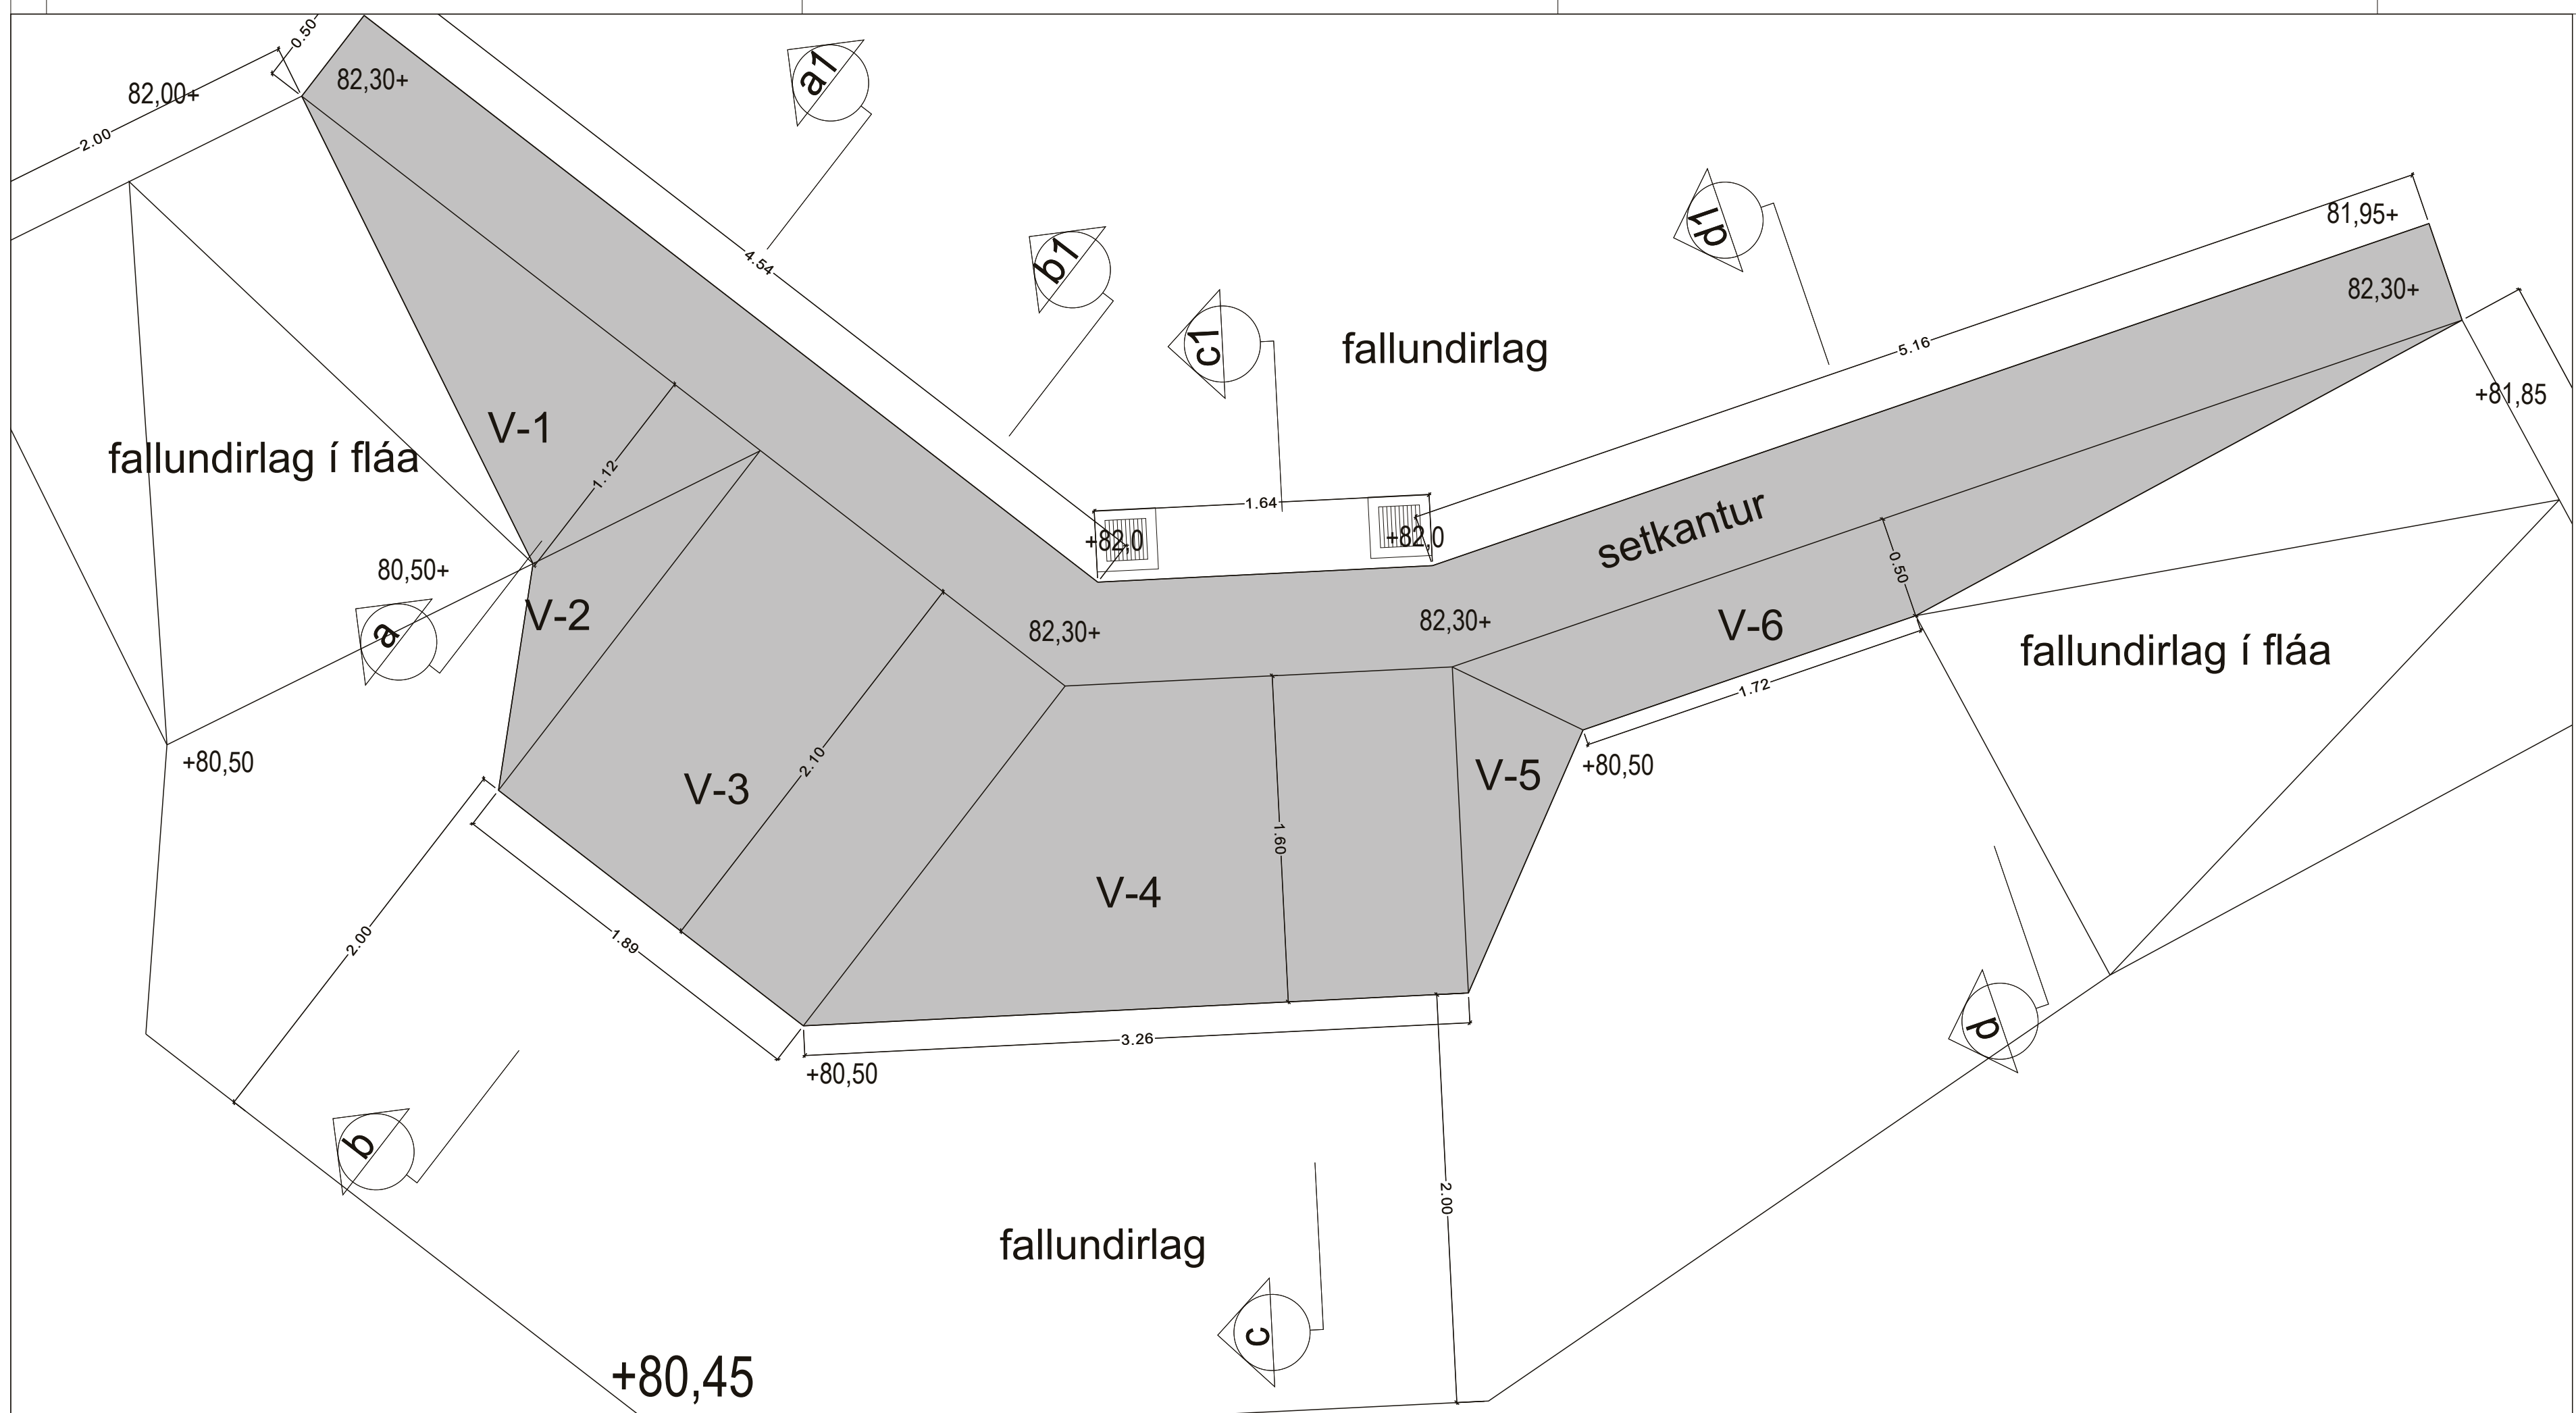 0.50
82,00+
82,30+
2.00
a1
4.54
b1
c1
d1
fallundirlag
81,95+
5.16
82,30+
+81,85
V-1
fallundirlag í fláa
1.12
1.64
+82,0
+82,0
setkantur
80,50+
V-2
a
0.50
82,30+
82,30+
V-6
fallundirlag í fláa
1.72
+80,50
V-3
2.10
V-5
+80,50
1.60
V-4
2.00
1.89
3.26
+80,50
d
b
2.00
fallundirlag
c
+80,45